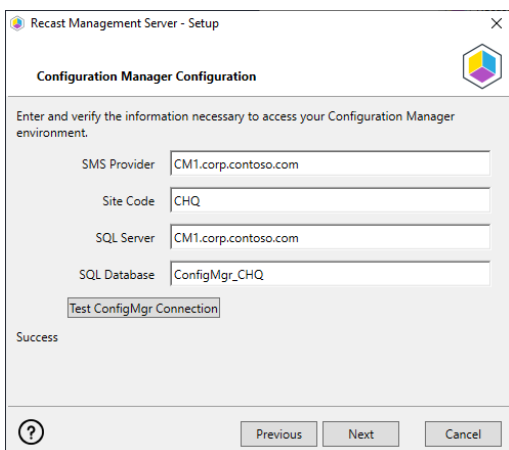 Recast Management Server - Setup
Configuration Manager Configuration
Enter and verify the information necessary to access your Configuration Manager
environment.
SMS Provider CM1.corp.contoso.com
Site Code CHQ
SQL Server CM1.corp.contoso.com
SQL Database ConfigMgr_CHQ
Test ConfigMgr Connection
Success
? Previous Next Cancel